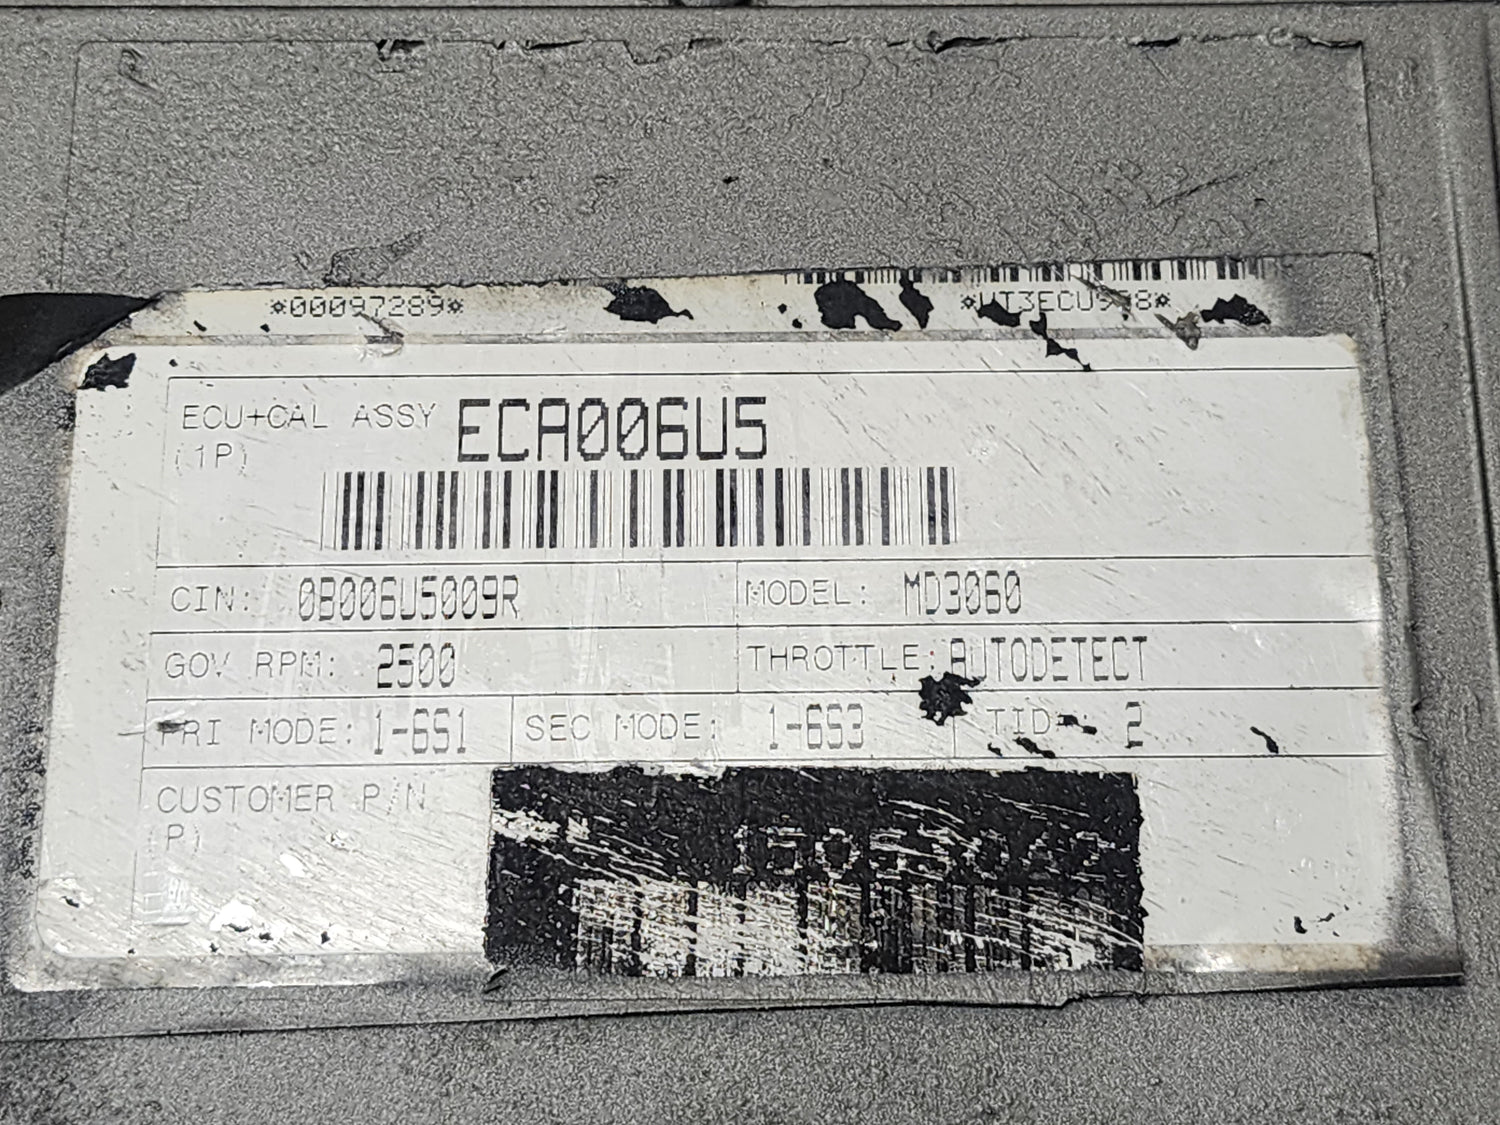 *00097289*
ECU+CAL ASSY ECA006U5
(1P)
CIN: 0B006U5009R MODEL: MD3060
GOV RPM: 2500 THROTTLE: AUTODETECT
PRI MODE: 1-6S1 SEC MODE: 1-6S3 TID 2
CUSTOMER P/N
(P)